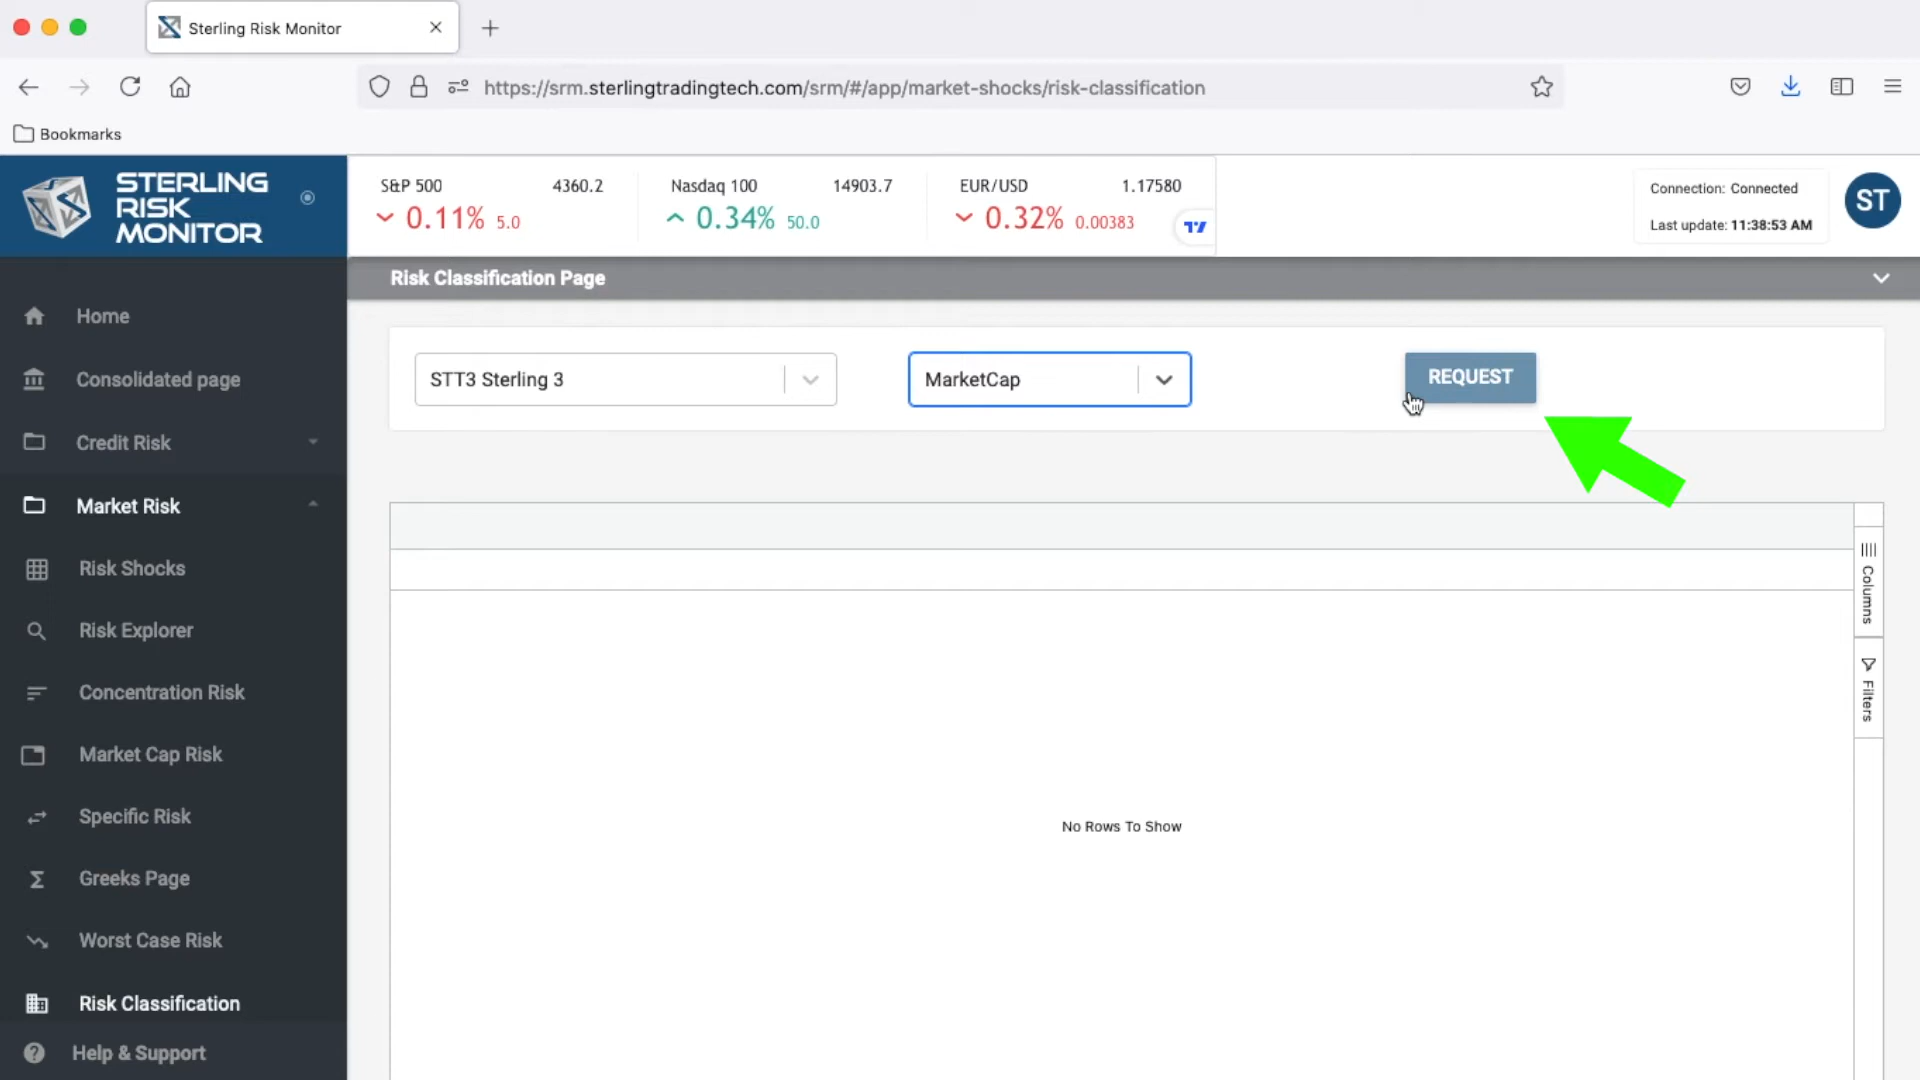 Sterling Risk Monitor
https://srm.sterlingtradingtech.com/srm/#/app/market-shocks/risk-classification
Bookmarks
STERLING
RISK
MONITOR
S&P 500 4360.2
0.11% 5.0
Nasdaq 100 14903.7
0.34% 50.0
EUR/USD 1.17580
0.32% 0.00383
Connection: Connected
Last update: 11:38:53 AM
ST
Risk Classification Page
Home
Consolidated page
Credit Risk
Market Risk
Risk Shocks
Risk Explorer
Concentration Risk
Market Cap Risk
Specific Risk
Greeks Page
Worst Case Risk
Risk Classification
Help & Support
STT3 Sterling 3
MarketCap
REQUEST
Columns
Filters
No Rows To Show